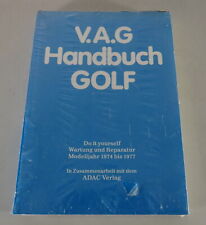 V.A.G
Handbuch
GOLF
Do it yourself
Wartung und Reparatur
Modelljahr 1974 bis 1977
In Zusammenarbeit mit dem
ADAC Verlag